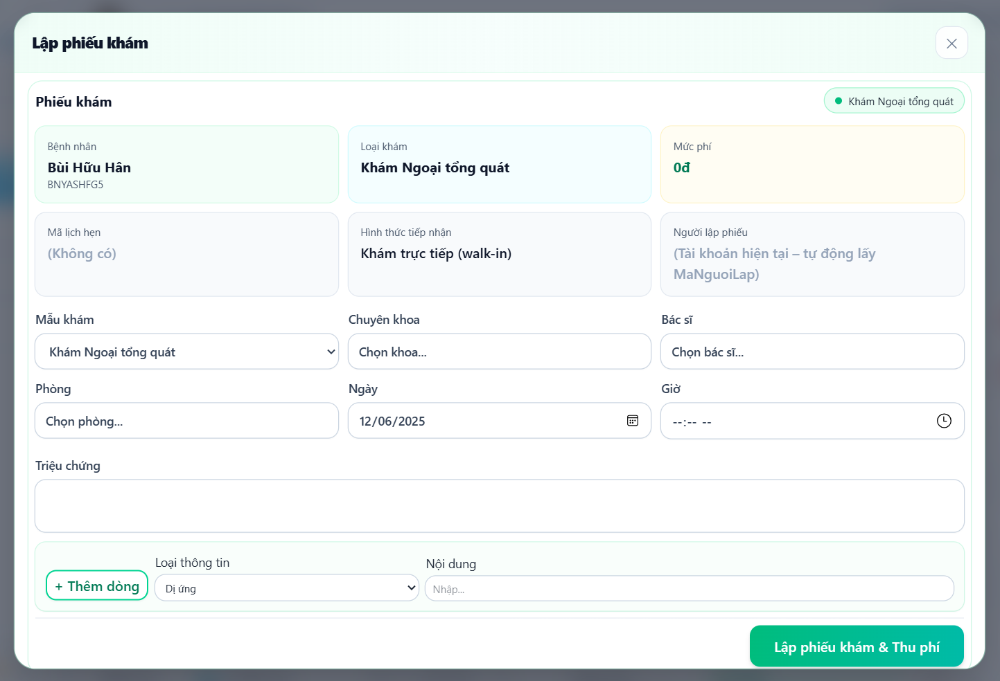 Lập phiếu khám
Phiếu khám
Khám Ngoại tổng quát
Bệnh nhân
Bùi Hữu Hân
BNYASHFG5
Loại khám
Khám Ngoại tổng quát
Mức phí
0đ
Mã lịch hẹn
(Không có)
Hình thức tiếp nhận
Khám trực tiếp (walk-in)
Người lập phiếu
(Tài khoản hiện tại – tự động lấy
MaNguoiLap)
Mẫu khám
Khám Ngoại tổng quát
Chuyên khoa
Chọn khoa...
Bác sĩ
Chọn bác sĩ...
Phòng
Chọn phòng...
Ngày
12/06/2025
Giờ
--:-- --
Triệu chứng
+ Thêm dòng
Loại thông tin
Dị ứng
Nội dung
Nhập...
Lập phiếu khám & Thu phí